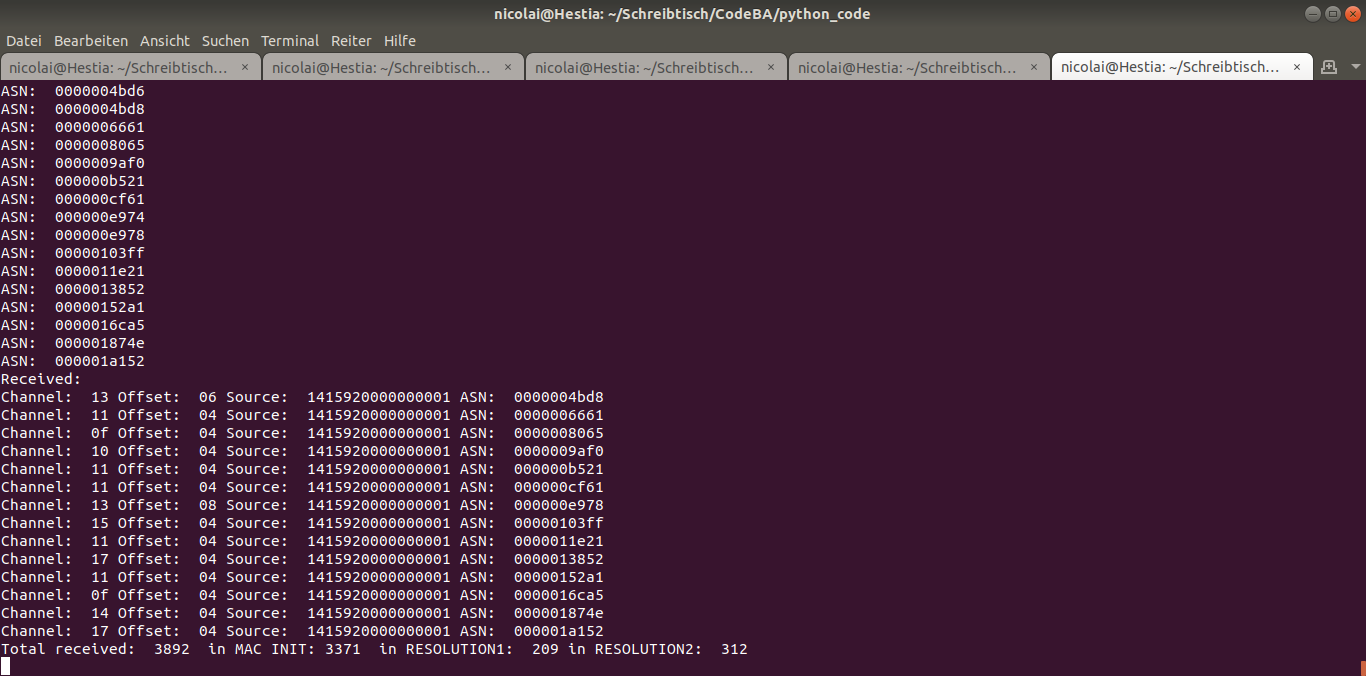 nicolai@Hestia: ~/Schreibtisch/CodeBA/python_code
Datei Bearbeiten Ansicht Suchen Terminal Reiter Hilfe
nicolai@Hestia: ~/Schreibtisch… × nicolai@Hestia: ~/Schreibtisch… × nicolai@Hestia: ~/Schreibtisch… × nicolai@Hestia: ~/Schreibtisch… × nicolai@Hestia: ~/Schreibtisch… ×
ASN:  0000004bd6
ASN:  0000004bd8
ASN:  0000006661
ASN:  0000008065
ASN:  0000009af0
ASN:  000000b521
ASN:  000000cf61
ASN:  000000e974
ASN:  000000e978
ASN:  00000103ff
ASN:  0000011e21
ASN:  0000013852
ASN:  00000152a1
ASN:  0000016ca5
ASN:  000001874e
ASN:  000001a152
Received:
Channel:  13 Offset:  06 Source:  1415920000000001 ASN:  0000004bd8
Channel:  11 Offset:  04 Source:  1415920000000001 ASN:  0000006661
Channel:  0f Offset:  04 Source:  1415920000000001 ASN:  0000008065
Channel:  10 Offset:  04 Source:  1415920000000001 ASN:  0000009af0
Channel:  11 Offset:  04 Source:  1415920000000001 ASN:  000000b521
Channel:  11 Offset:  04 Source:  1415920000000001 ASN:  000000cf61
Channel:  13 Offset:  08 Source:  1415920000000001 ASN:  000000e978
Channel:  15 Offset:  04 Source:  1415920000000001 ASN:  00000103ff
Channel:  11 Offset:  04 Source:  1415920000000001 ASN:  0000011e21
Channel:  17 Offset:  04 Source:  1415920000000001 ASN:  0000013852
Channel:  11 Offset:  04 Source:  1415920000000001 ASN:  00000152a1
Channel:  0f Offset:  04 Source:  1415920000000001 ASN:  0000016ca5
Channel:  14 Offset:  04 Source:  1415920000000001 ASN:  000001874e
Channel:  17 Offset:  04 Source:  1415920000000001 ASN:  000001a152
Total received:  3892  in MAC INIT: 3371  in RESOLUTION1:  209 in RESOLUTION2:  312